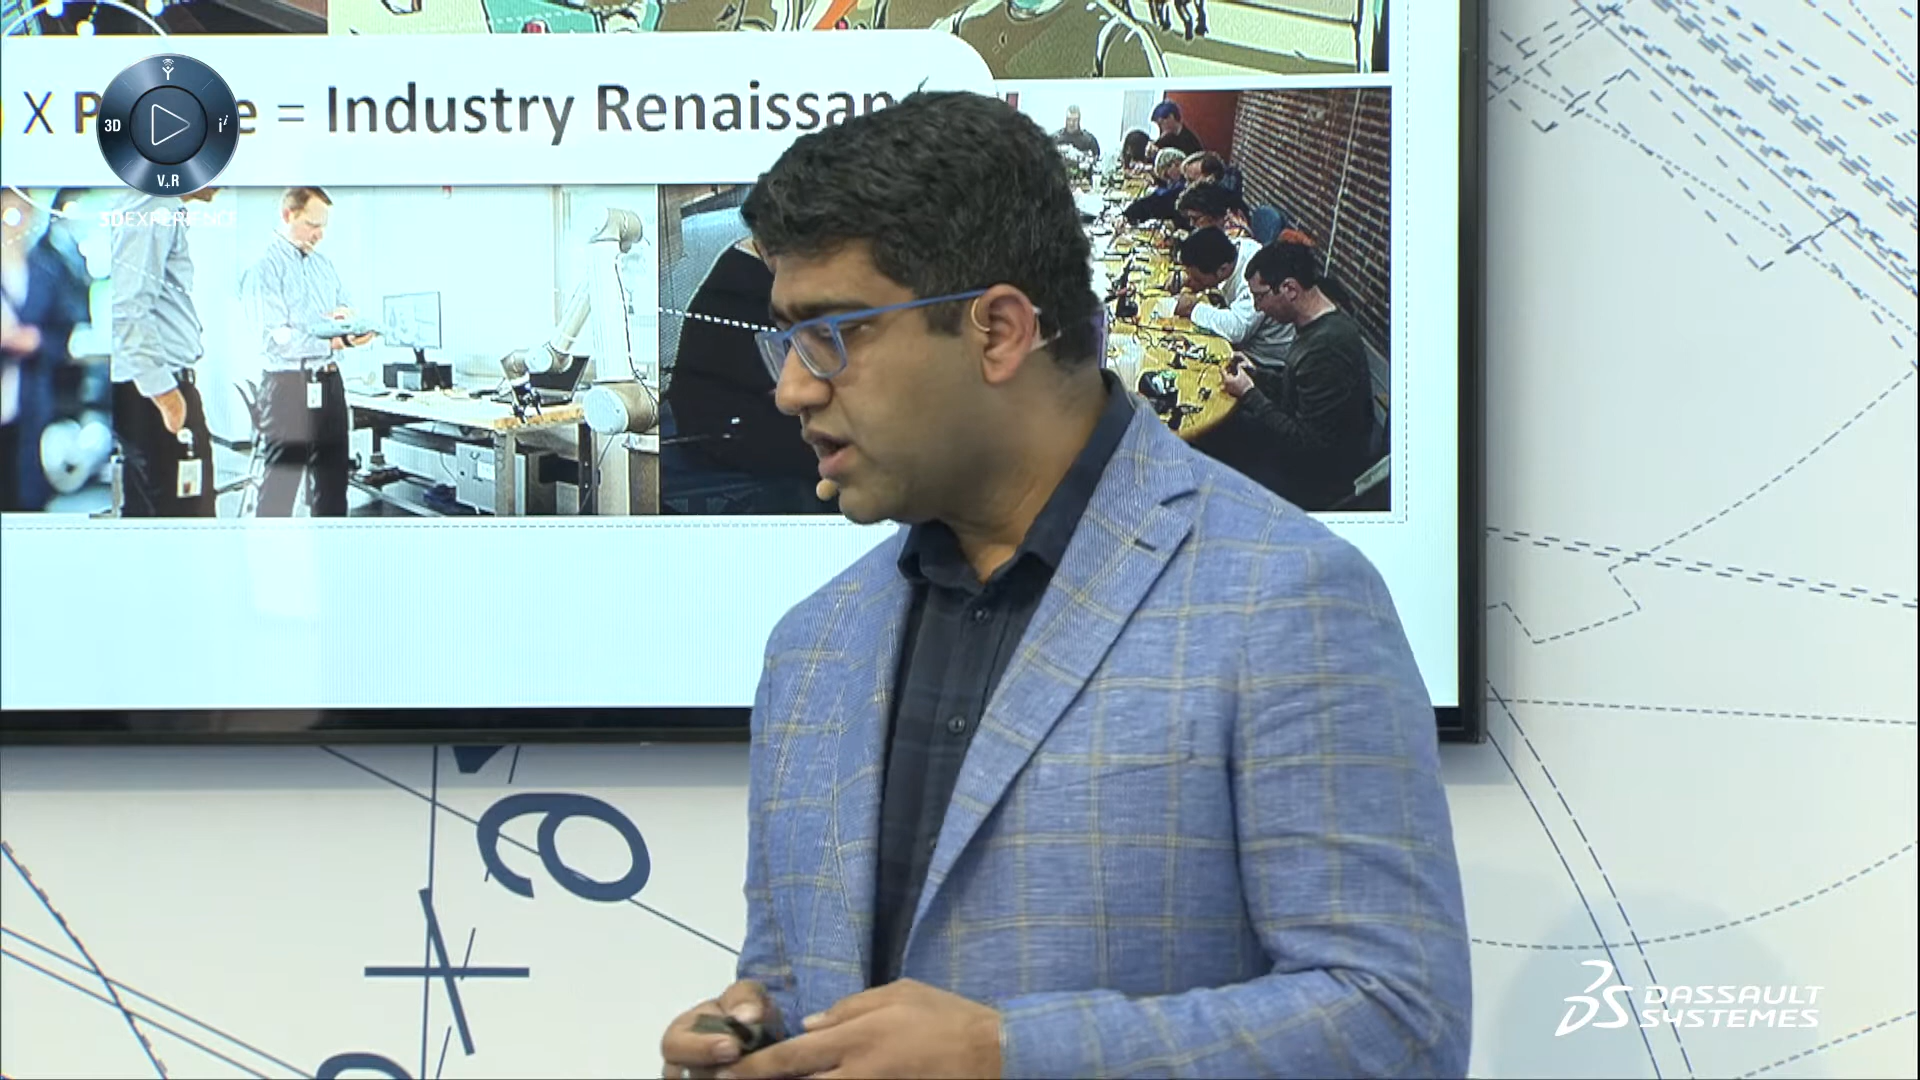 X P e = Industry Renaissan
3D
i
V+R
3DEXPERIENCE
DASSAULT
SYSTEMES